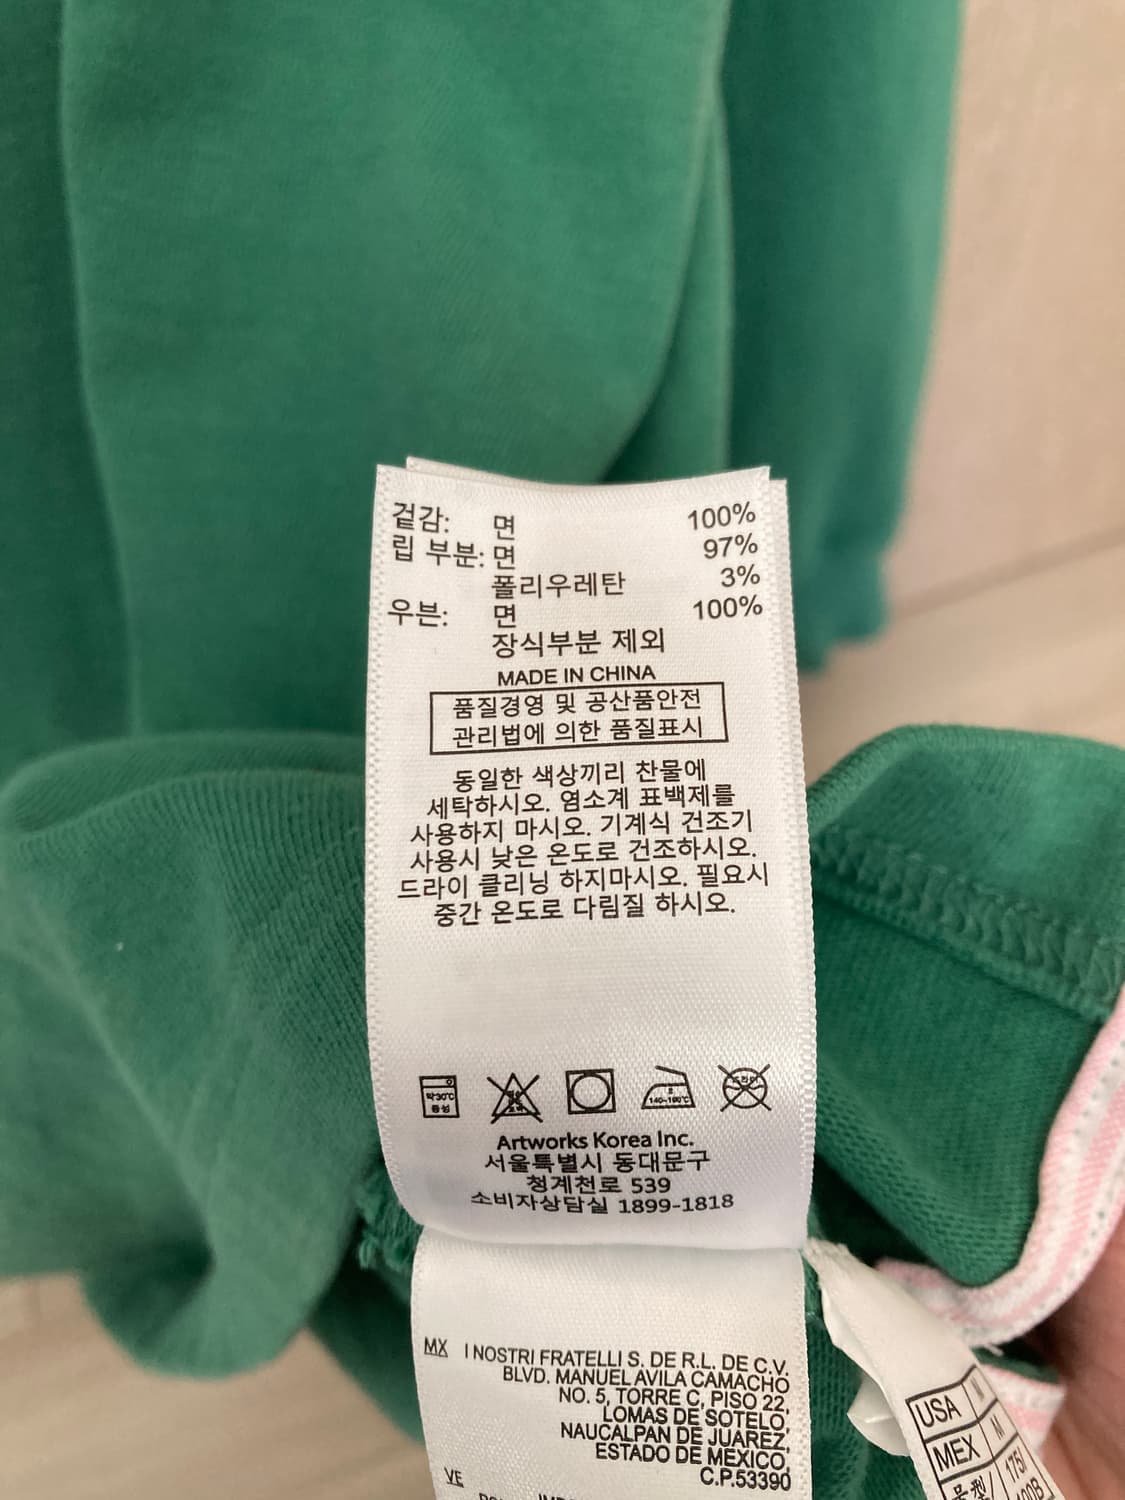 겉감: 면 100%
립 부분: 면 97%
폴리우레탄 3%
우븐: 면 100%
장식부분 제외
MADE IN CHINA
품질경영 및 공산품안전
관리법에 의한 품질표시
동일한 색상끼리 찬물에
세탁하시오. 염소계 표백제를
사용하지 마시오. 기계식 건조기
사용시 낮은 온도로 건조하시오.
드라이 클리닝 하지마시오. 필요시
중간 온도로 다림질 하시오.
약30℃
중성
140~160℃
드라이
Artworks Korea Inc.
서울특별시 동대문구
청계천로 539
소비자상담실 1899-1818
MX I NOSTRI FRATELLI S. DE R.L. DE C.V.
BLVD. MANUEL AVILA CAMACHO
NO. 5, TORRE C, PISO 22,
LOMAS DE SOTELO,
NAUCALPAN DE JUAREZ,
ESTADO DE MEXICO,
C.P.53390
VE
USA M
MEX M
号型/ 175/
100B